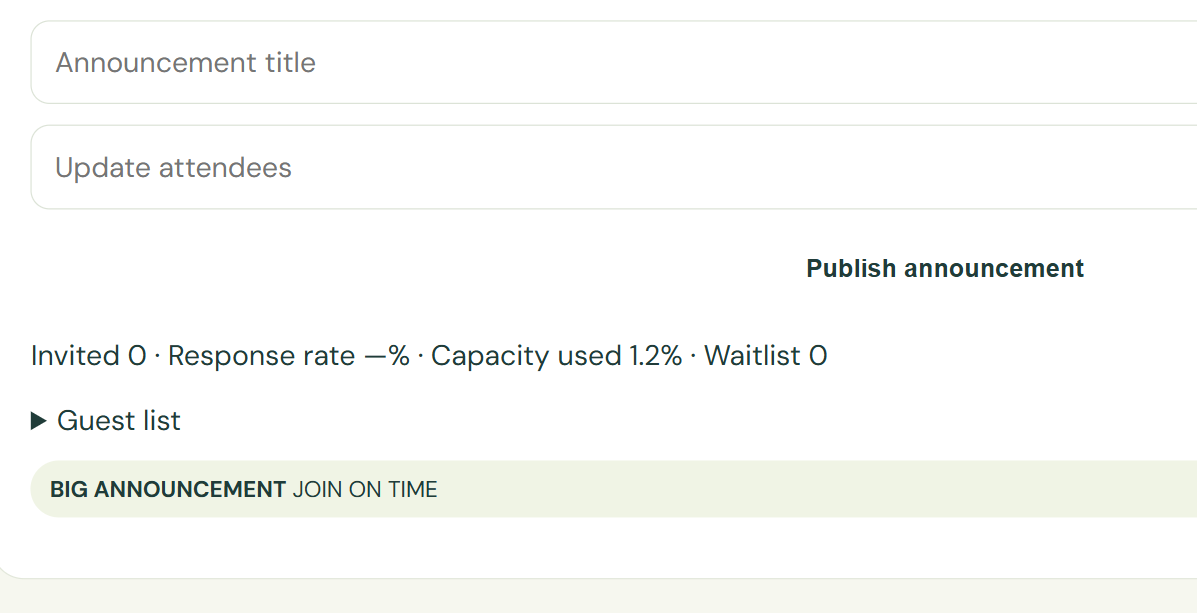 Announcement title
Update attendees
Publish announcement
Invited 0 · Response rate —% · Capacity used 1.2% · Waitlist 0
Guest list
BIG ANNOUNCEMENT JOIN ON TIME